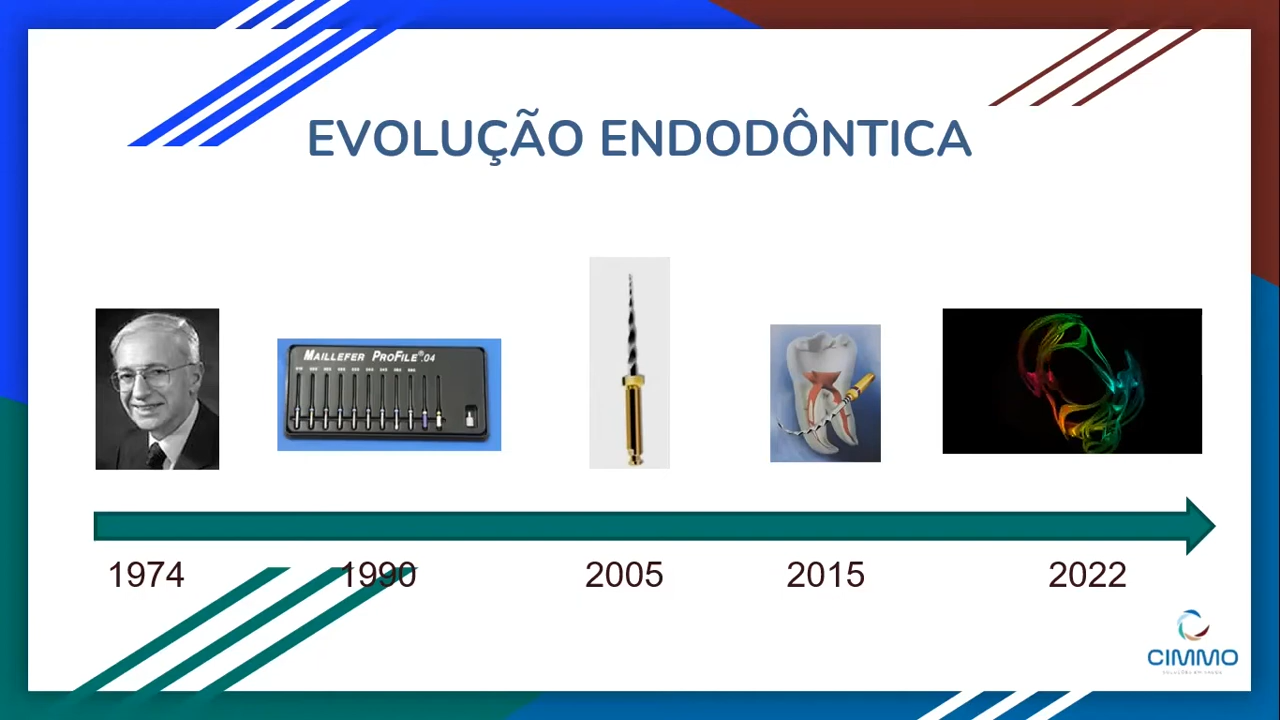 EVOLUÇÃO ENDODÔNTICA
MAILLEFER PROFILE®.04
1974
1990
2005
2015
2022
CIMMO